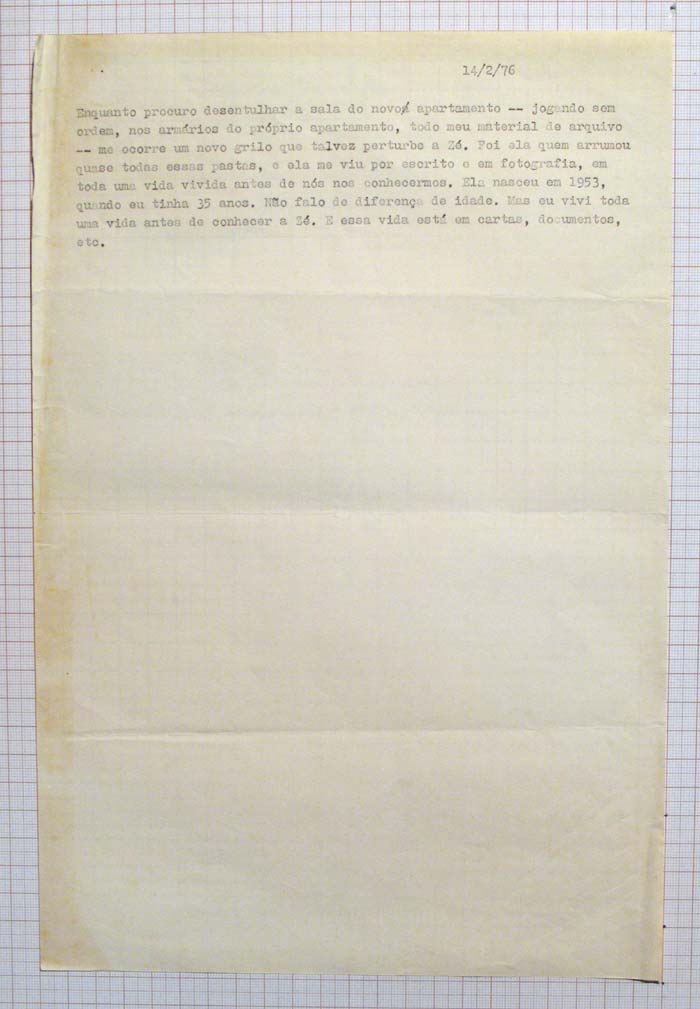 14/2/76
Enquanto procuro desentulhar a sala do novo apartamento -- jogando sem
ordem, nos armários do próprio apartamento, todo meu material de arquivo
-- me ocorre um novo grilo que talvez perturbe a Zé. Foi ela quem arrumou
quase todas essas pastas, e ela me viu por escrito e em fotografia, em
toda uma vida vivida antes de nós nos conhecermos. Ela nasceu em 1953,
quando eu tinha 35 anos. Não falo de diferença de idade. Mas eu vivi toda
uma vida antes de conhecer a Zé. E essa vida está em cartas, documentos,
etc.